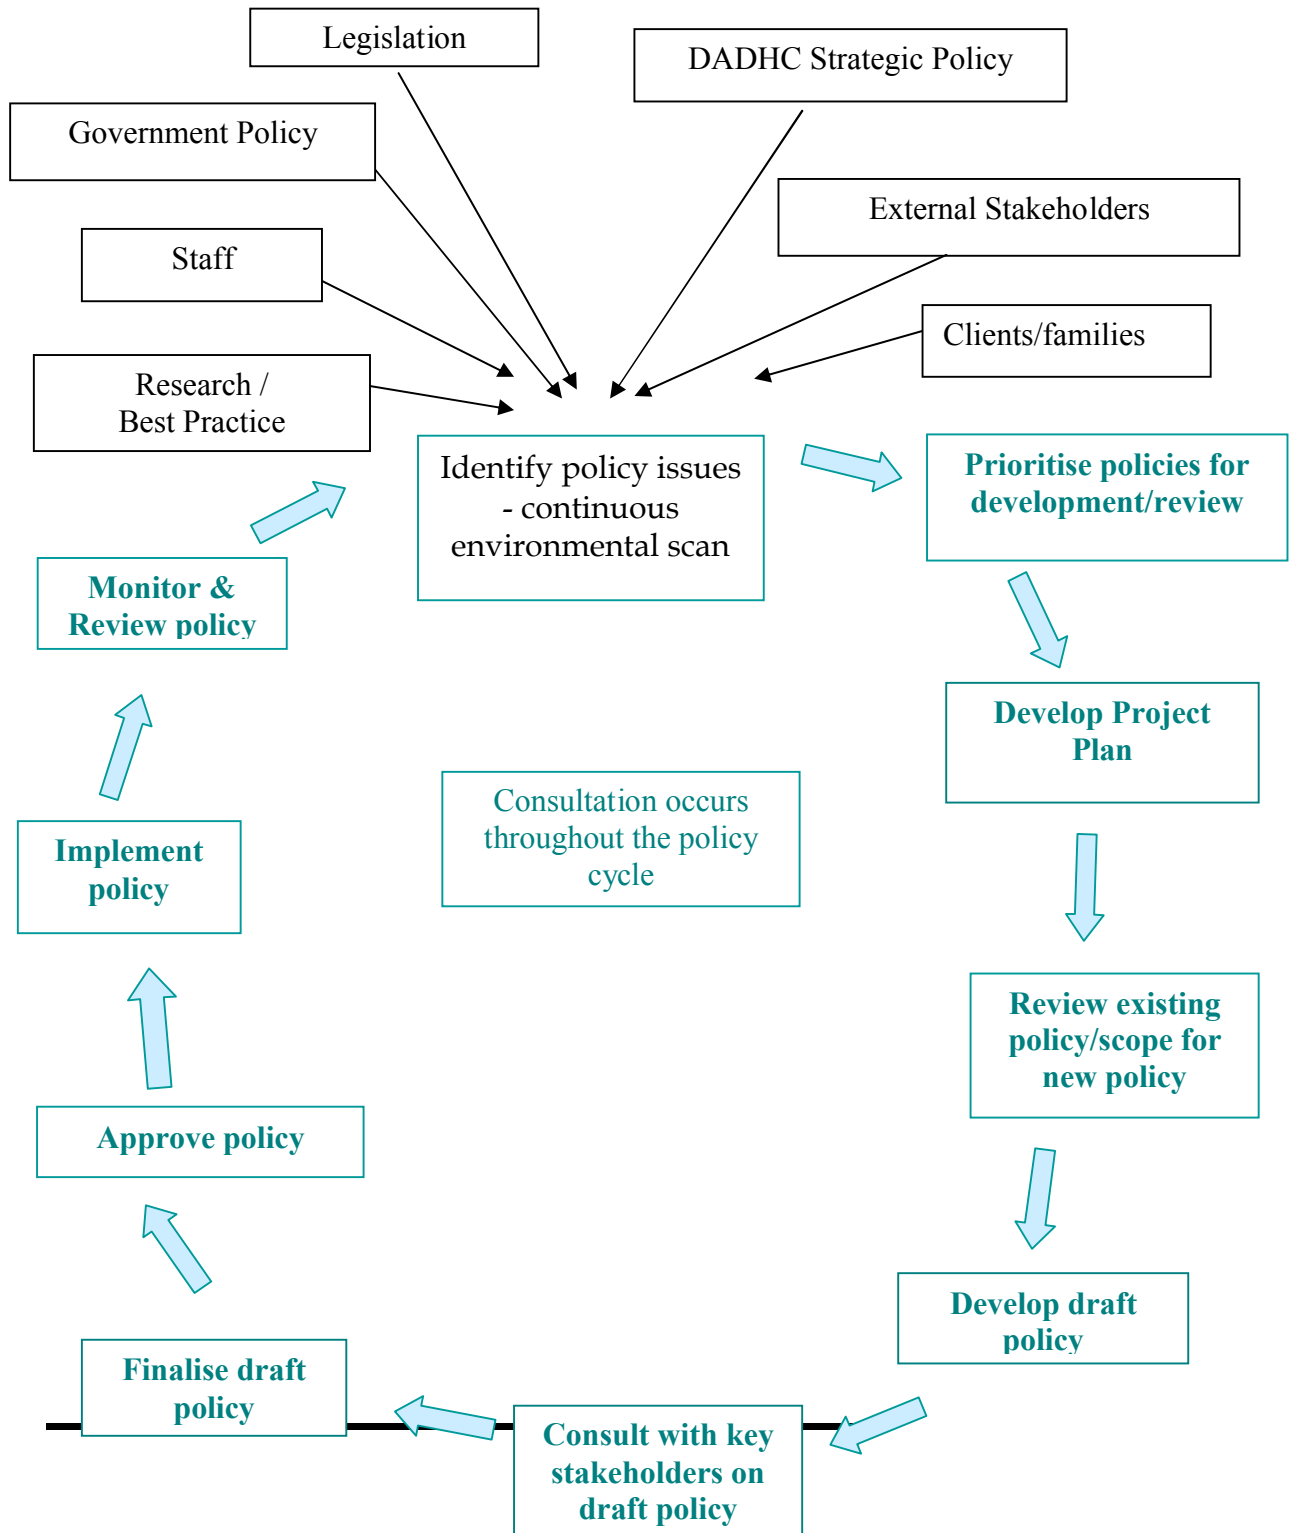 Legislation
DADHC Strategic Policy
Government Policy
External Stakeholders
Staff
Clients/families
Research /
Best Practice
Identify policy issues
- continuous
environmental scan
Prioritise policies for
development/review
Monitor &
Review policy
Develop Project
Plan
Consultation occurs
throughout the policy
cycle
Implement
policy
Review existing
policy/scope for
new policy
Approve policy
Develop draft
policy
Finalise draft
policy
Consult with key
stakeholders on
draft policy